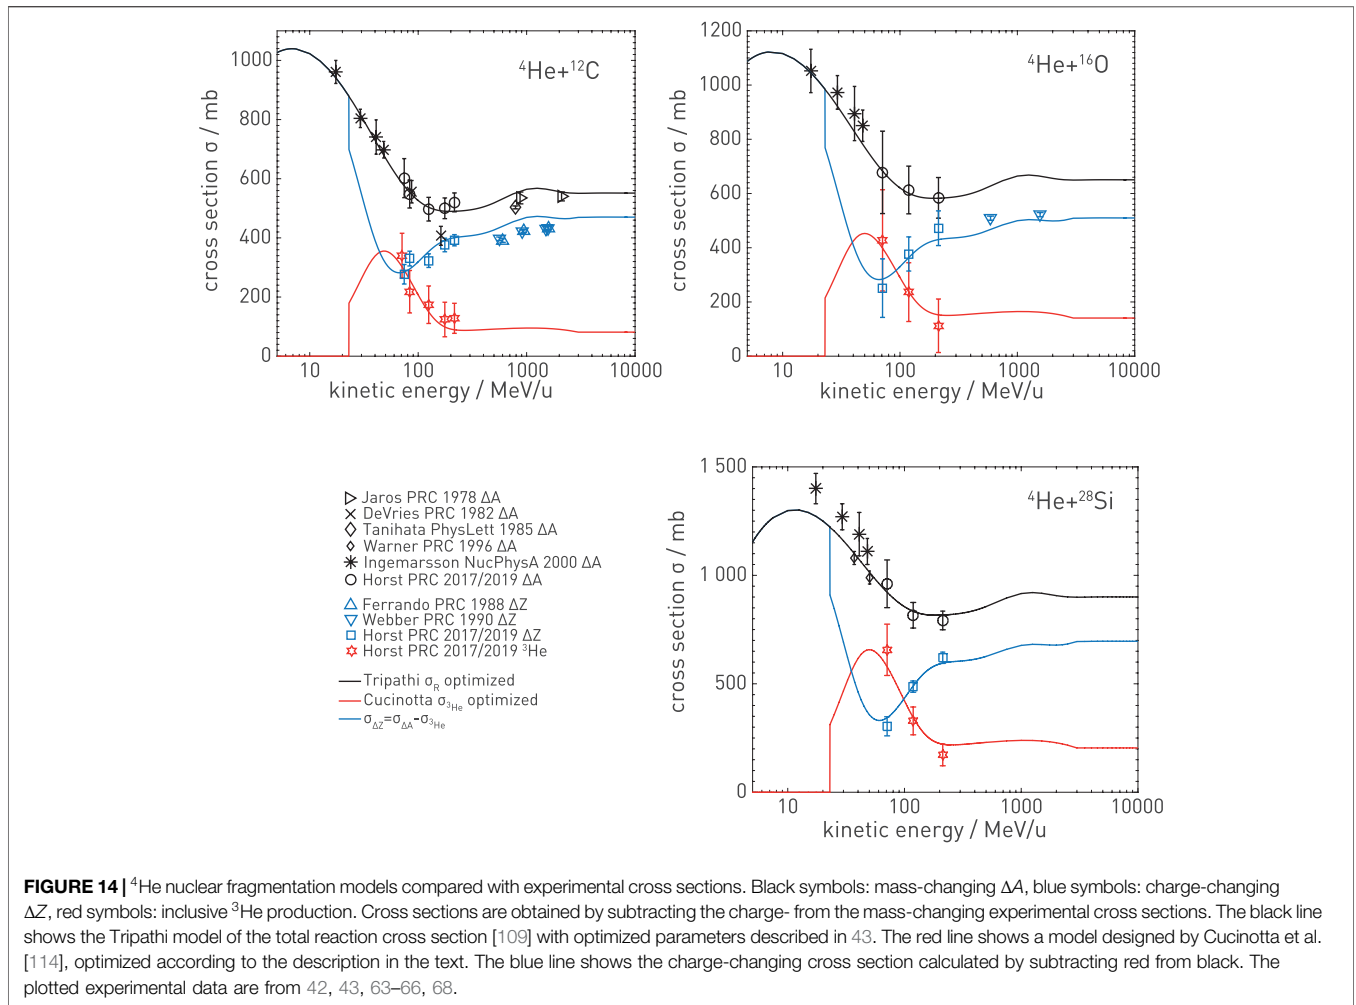 ⁴He+¹²C
cross section σ / mb
1000
800
600
400
200
0
10
100
1000
10000
kinetic energy / MeV/u
⁴He+¹⁶O
cross section σ / mb
1200
1000
800
600
400
200
0
10
100
1000
10000
kinetic energy / MeV/u
Jaros PRC 1978 ΔA
DeVries PRC 1982 ΔA
Tanihata PhysLett 1985 ΔA
Warner PRC 1996 ΔA
Ingemarsson NucPhysA 2000 ΔA
Horst PRC 2017/2019 ΔA
Ferrando PRC 1988 ΔZ
Webber PRC 1990 ΔZ
Horst PRC 2017/2019 ΔZ
Horst PRC 2017/2019 ³He
Tripathi σ_R optimized
Cucinotta σ_³He optimized
σ_ΔZ=σ_ΔA-σ_³He
⁴He+²⁸Si
cross section σ / mb
1 500
1 000
500
0
10
100
1000
10000
kinetic energy / MeV/u
FIGURE 14 | ⁴He nuclear fragmentation models compared with experimental cross sections. Black symbols: mass-changing ΔA, blue symbols: charge-changing
ΔZ, red symbols: inclusive ³He production. Cross sections are obtained by subtracting the charge- from the mass-changing experimental cross sections. The black line
shows the Tripathi model of the total reaction cross section [109] with optimized parameters described in 43. The red line shows a model designed by Cucinotta et al.
[114], optimized according to the description in the text. The blue line shows the charge-changing cross section calculated by subtracting red from black. The
plotted experimental data are from 42, 43, 63–66, 68.